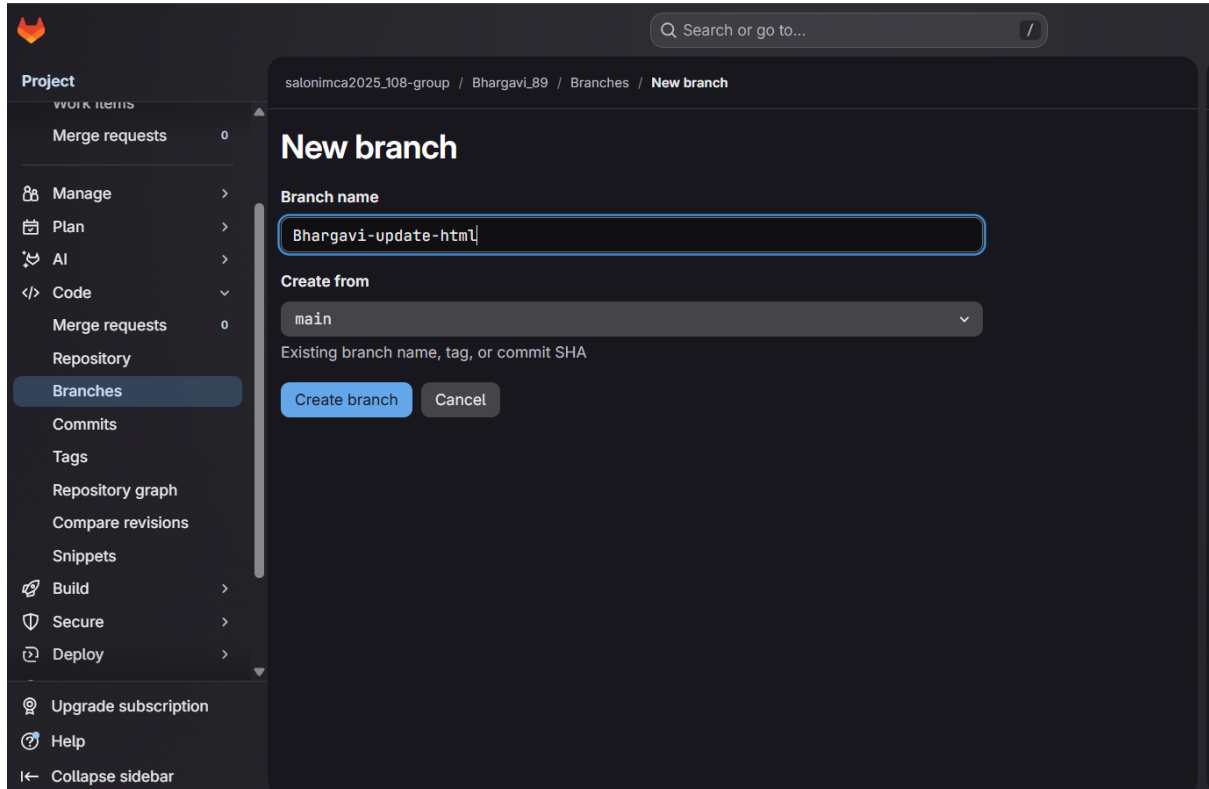 Search or go to...
/
Project
Work items
Merge requests 0
Manage
Plan
AI
Code
Merge requests 0
Repository
Branches
Commits
Tags
Repository graph
Compare revisions
Snippets
Build
Secure
Deploy
Upgrade subscription
Help
Collapse sidebar
salonimca2025_108-group / Bhargavi_89 / Branches / New branch
New branch
Branch name
Bhargavi-update-html
Create from
main
Existing branch name, tag, or commit SHA
Create branch Cancel